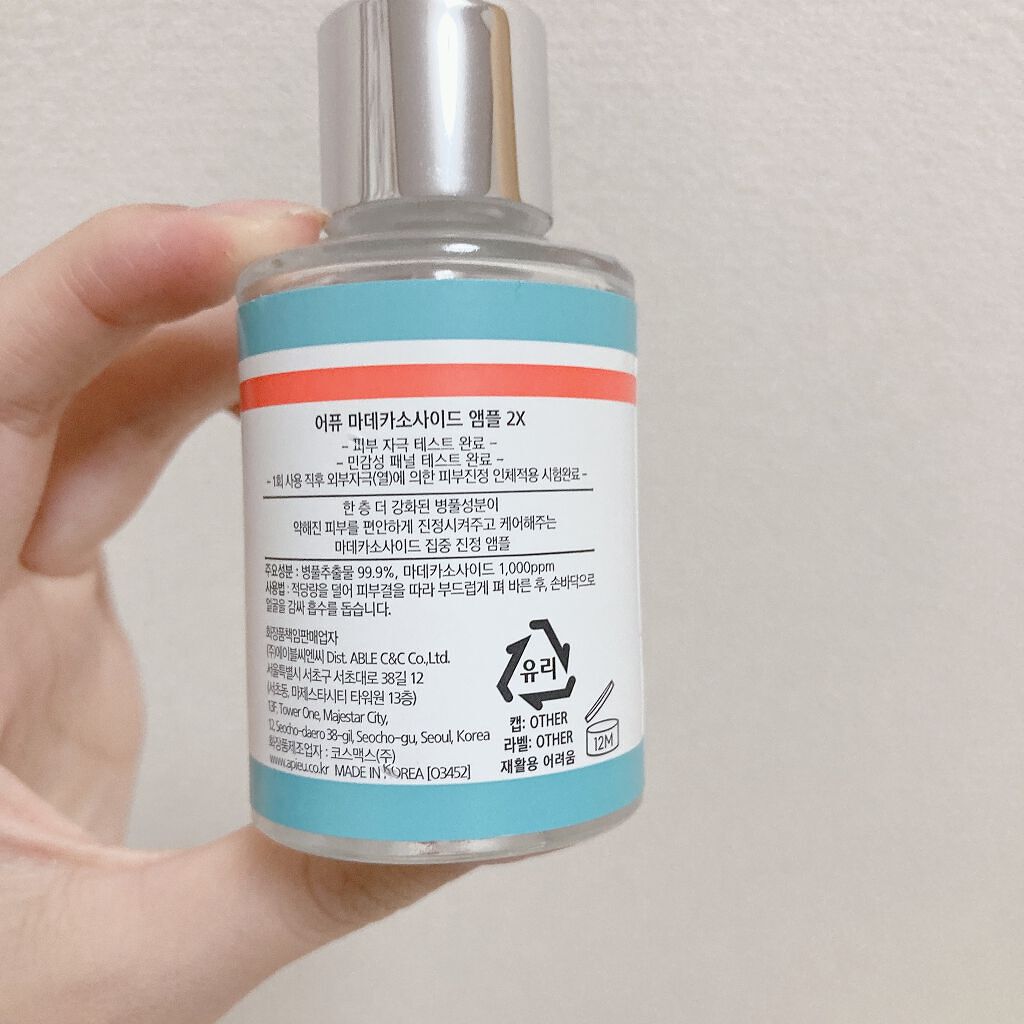 어퓨 마데카소사이드 앰플 2X
– 피부 자극 테스트 완료 –
– 민감성 패널 테스트 완료 –
– 1회 사용 직후 외부자극(열)에 의한 피부진정 인체적용 시험완료 –
한 층 더 강화된 병풀성분이
약해진 피부를 편안하게 진정시켜주고 케어해주는
마데카소사이드 집중 진정 앰플
주요성분 : 병풀추출물 99.9%, 마데카소사이드 1,000ppm
사용법 : 적당량을 덜어 피부결을 따라 부드럽게 펴 바른 후, 손바닥으로
얼굴을 감싸 흡수를 돕습니다.
화장품책임판매업자
(주)에이블씨엔씨 Dist. ABLE C&C Co.,Ltd.
서울특별시 서초구 서초대로 38길 12
(서초동, 마제스타시티 타워원 13층)
13F, Tower One, Majestar City,
12, Seocho-daero 38-gil, Seocho-gu, Seoul, Korea
화장품제조업자 : 코스맥스(주)
www.apieu.co.kr MADE IN KOREA [O3452]
유리
캡: OTHER
라벨: OTHER
재활용 어려움
12M